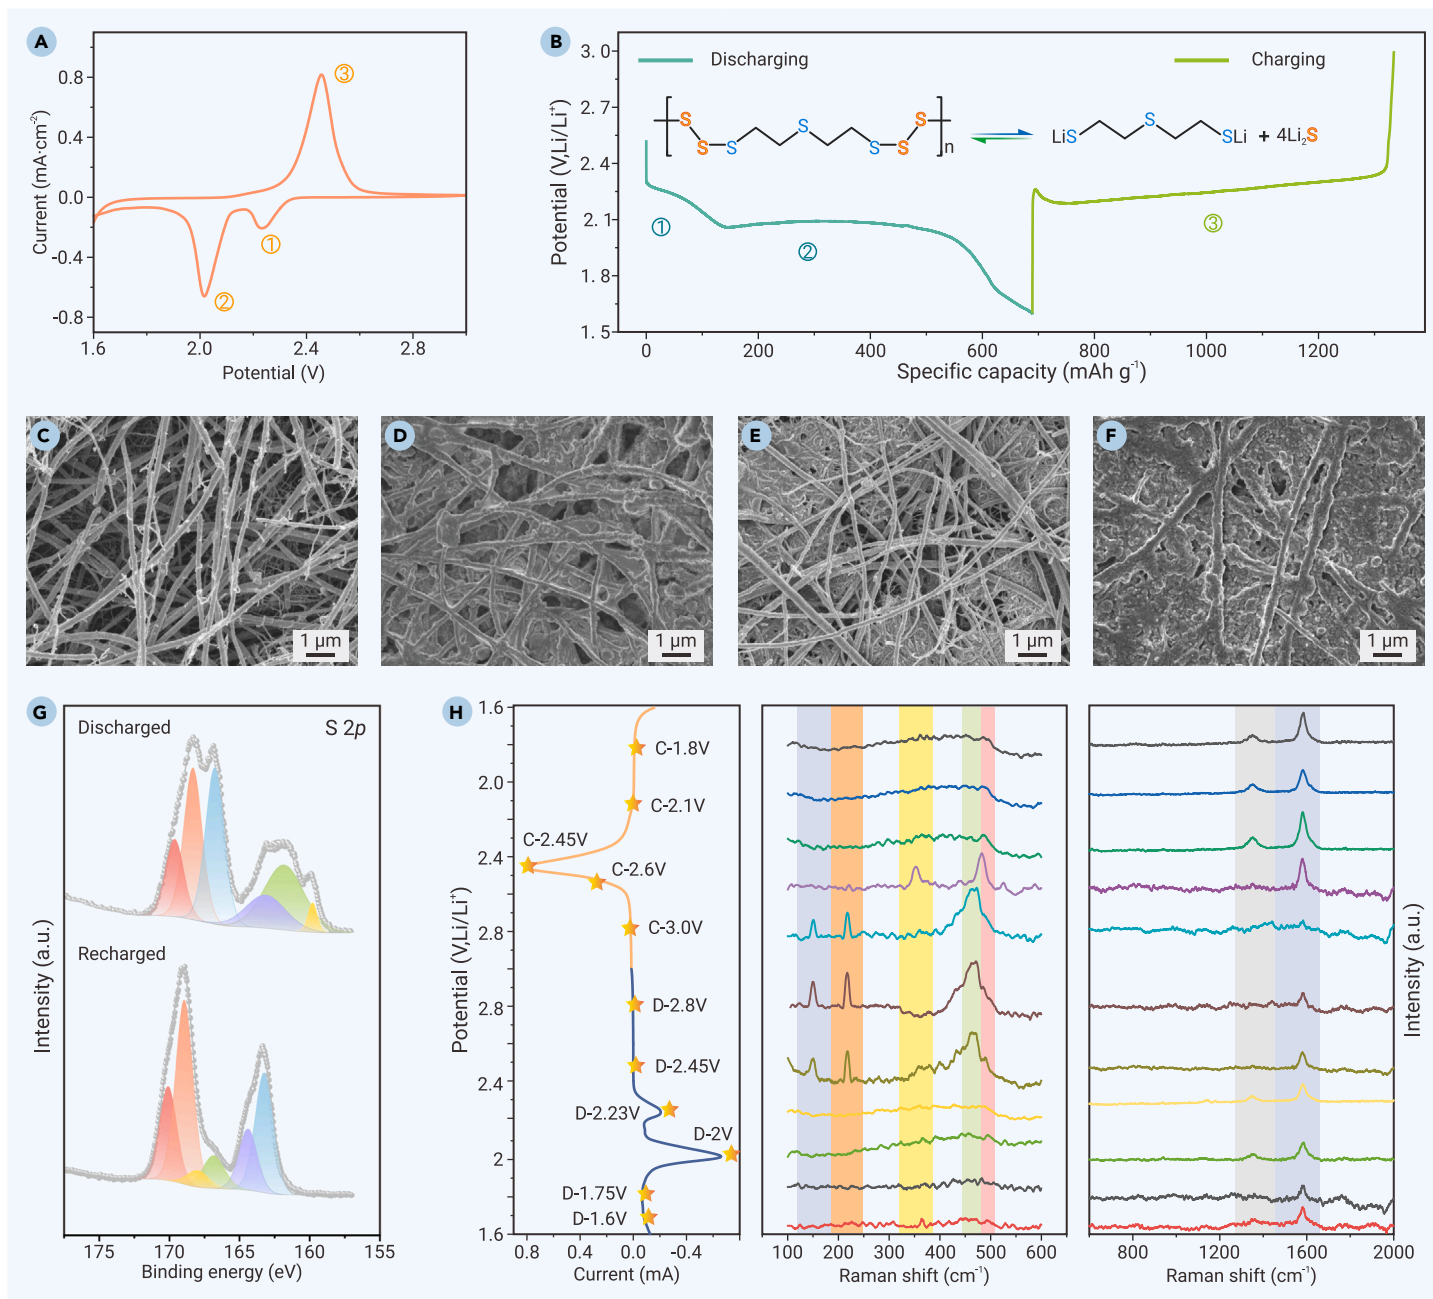 A
0.8
0.4
0.0
-0.4
-0.8
Current (mA·cm⁻²)
1.6
2.0
2.4
2.8
Potential (V)
①
②
③
B
3.0
2.7
2.4
2.1
1.8
1.5
Potential (V,Li/Li⁺)
Discharging
Charging
S
S
S
S
S
S
S
n
LiS
S
SLi + 4Li₂S
①
②
③
0
200
400
600
800
1000
1200
Specific capacity (mAh g⁻¹)
C
1 μm
D
1 μm
E
1 μm
F
1 μm
G
Discharged
S 2p
Recharged
Intensity (a.u.)
175
170
165
160
155
Binding energy (eV)
H
1.6
2.0
2.4
2.8
2.8
2.4
2
1.6
Potential (V,Li/Li⁺)
C-1.8V
C-2.1V
C-2.45V
C-2.6V
C-3.0V
D-2.8V
D-2.45V
D-2.23V
D-2V
D-1.75V
D-1.6V
0.8
0.4
0.0
-0.4
Current (mA)
100
200
300
400
500
600
Raman shift (cm⁻¹)
800
1200
1600
2000
Raman shift (cm⁻¹)
Intensity (a.u.)